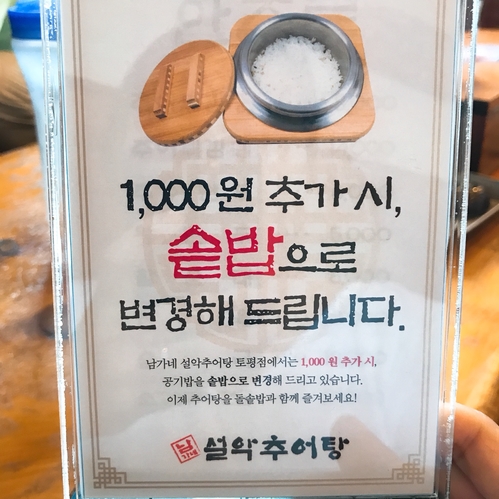 1,000원 추가 시,
솥밥으로
변경해 드립니다.
남가네 설악추어탕 토평점에서는 1,000원 추가 시,
공기밥을 솥밥으로 변경해 드리고 있습니다.
이제 추어탕을 돌솥밥과 함께 즐겨보세요!
남가네 설악추어탕